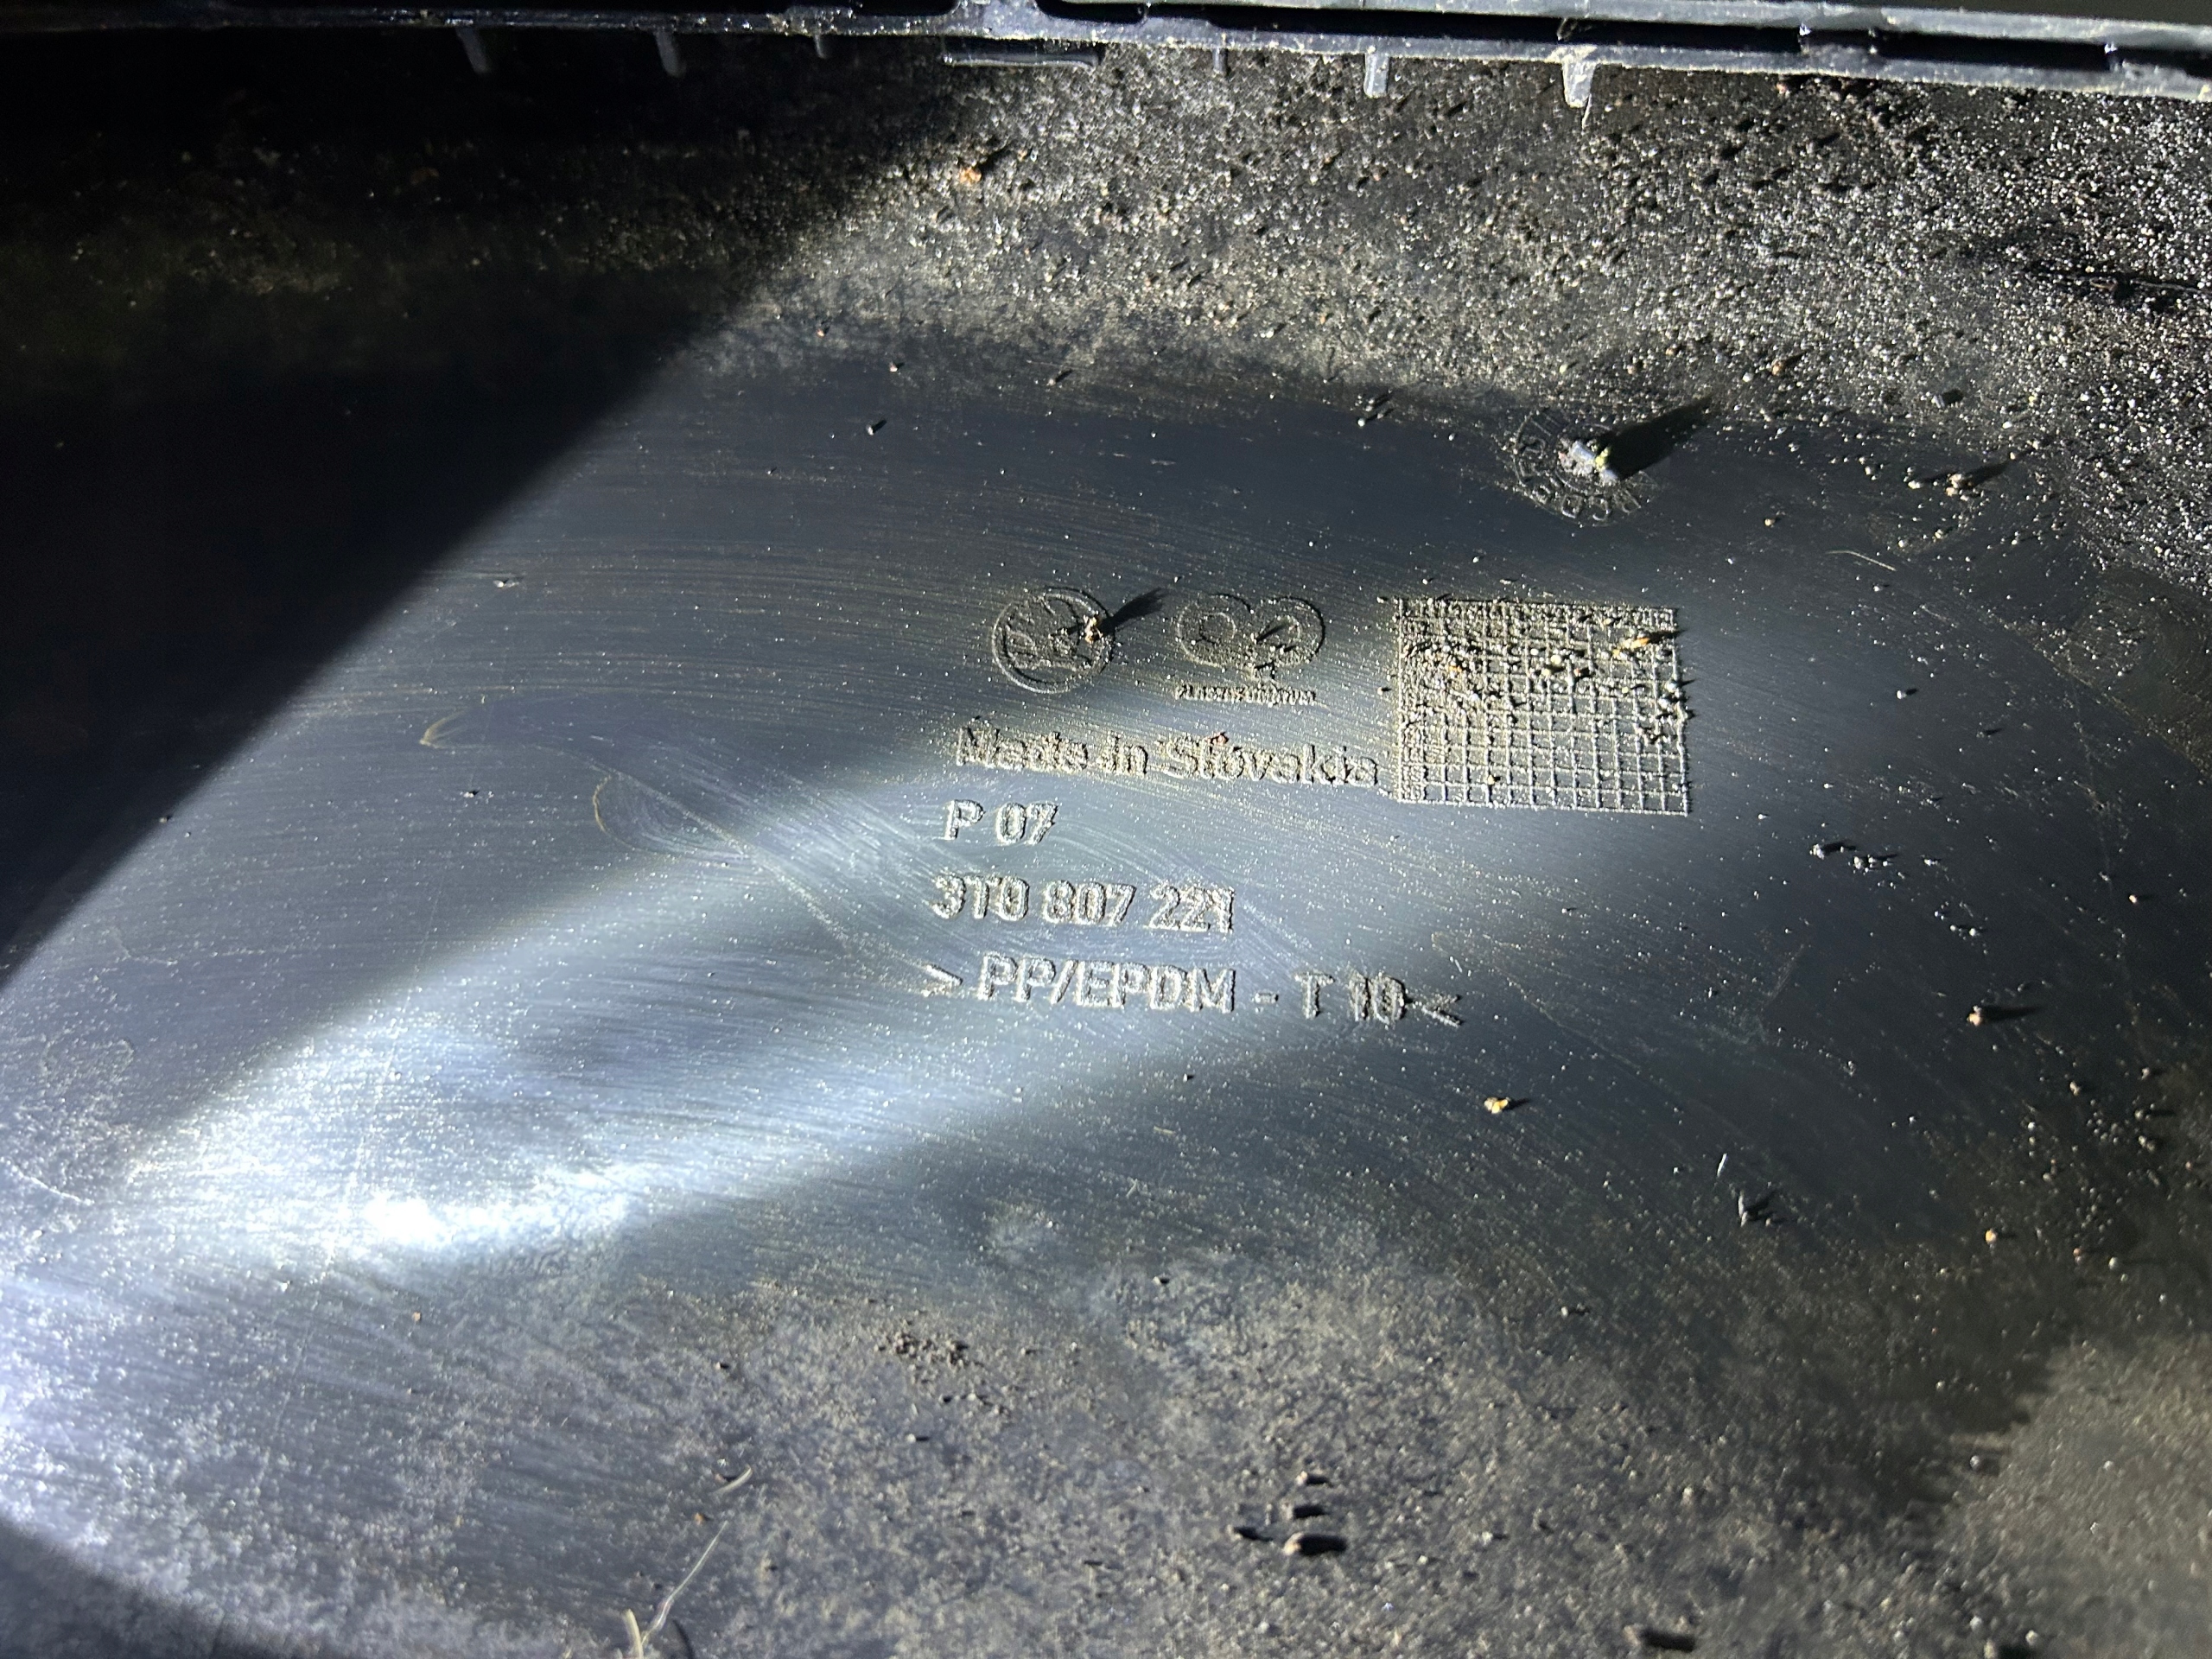 Made in Slovakia
P 07
3T0 807 221
> PP/EPDM - T 10 <